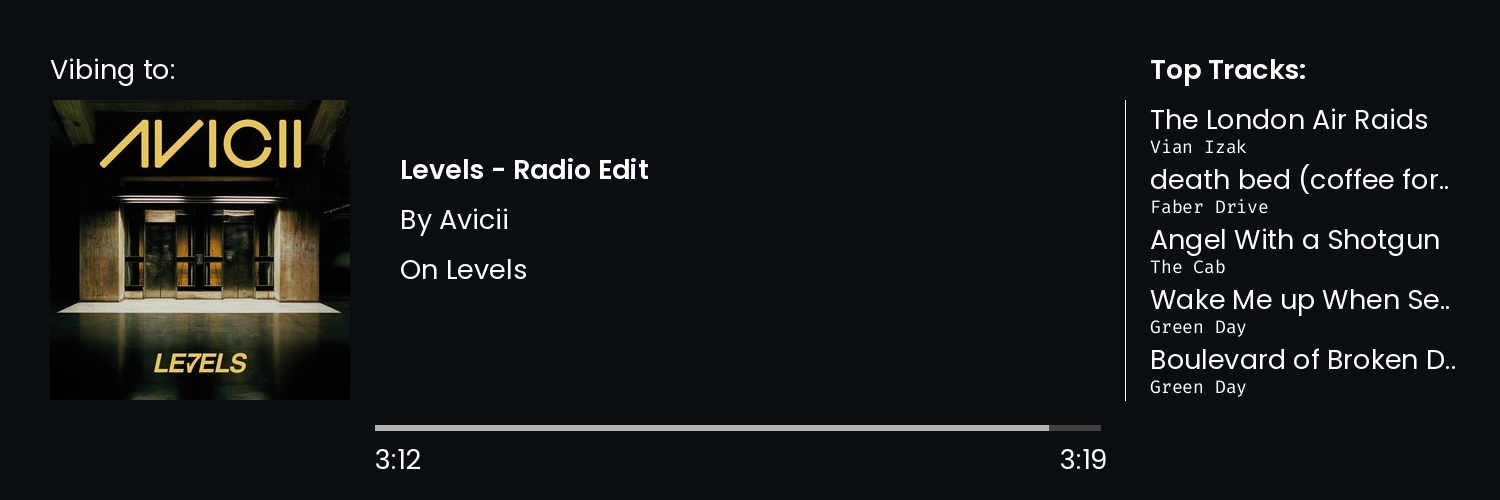 Vibing to:
AVICII
LEVELS
Levels - Radio Edit
By Avicii
On Levels
3:12
3:19
Top Tracks:
The London Air Raids
Vian Izak
death bed (coffee for..
Faber Drive
Angel With a Shotgun
The Cab
Wake Me up When Se..
Green Day
Boulevard of Broken D..
Green Day